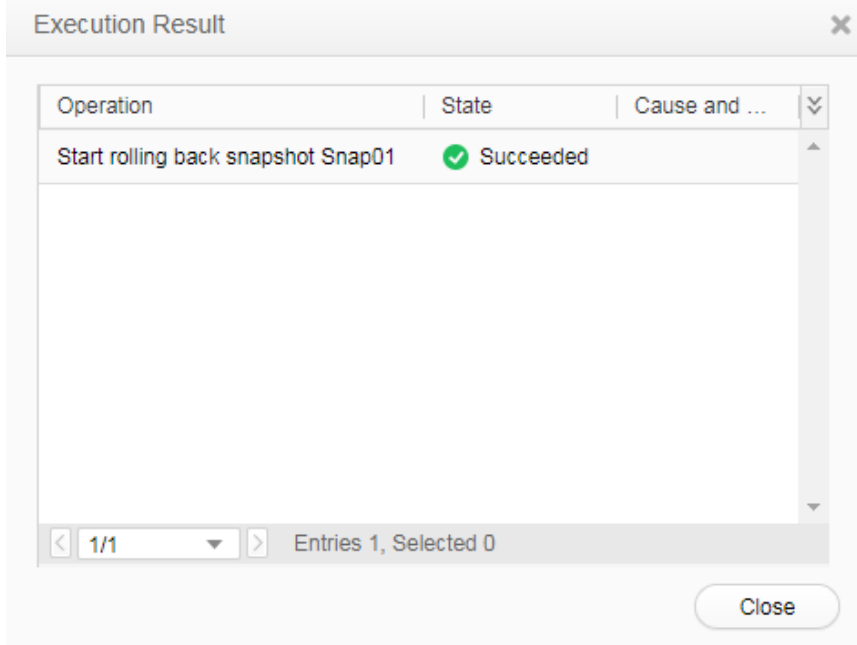 Execution Result
Operation State Cause and ...
Start rolling back snapshot Snap01 Succeeded
1/1 Entries 1, Selected 0
Close